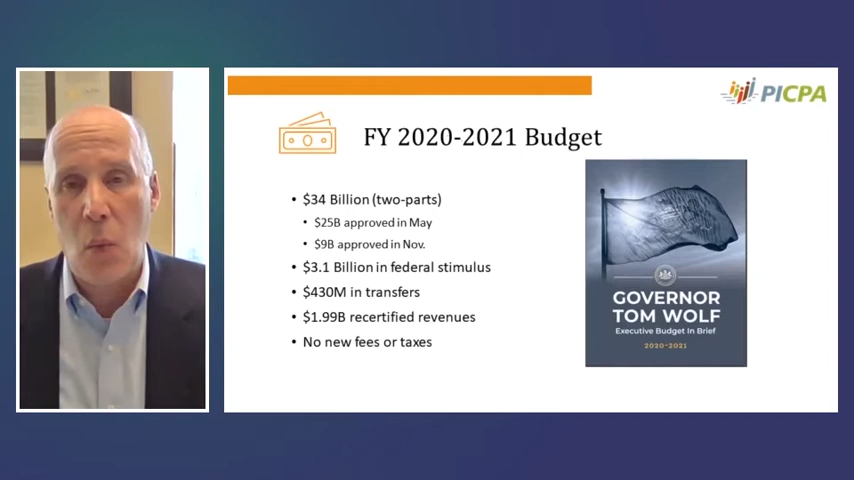 PICPA
FY 2020-2021 Budget
• $34 Billion (two-parts)
• $25B approved in May
• $9B approved in Nov.
• $3.1 Billion in federal stimulus
• $430M in transfers
• $1.99B recertified revenues
• No new fees or taxes
GOVERNOR
TOM WOLF
Executive Budget In Brief
2020-2021